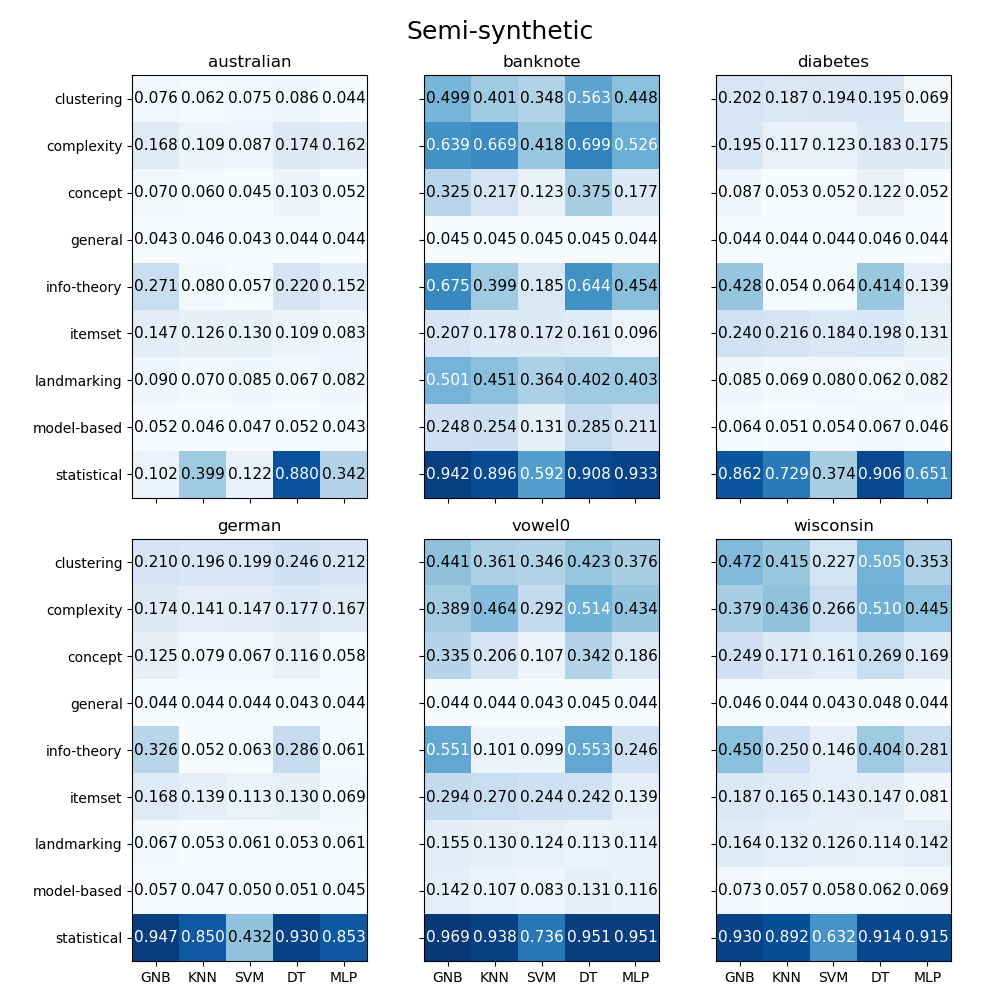 Semi-synthetic
australian banknote diabetes
clustering 0.076 0.062 0.075 0.086 0.044 0.499 0.401 0.348 0.563 0.448 0.202 0.187 0.194 0.195 0.069
complexity 0.168 0.109 0.087 0.174 0.162 0.639 0.669 0.418 0.699 0.526 0.195 0.117 0.123 0.183 0.175
concept 0.070 0.060 0.045 0.103 0.052 0.325 0.217 0.123 0.375 0.177 0.087 0.053 0.052 0.122 0.052
general 0.043 0.046 0.043 0.044 0.044 0.045 0.045 0.045 0.045 0.044 0.044 0.044 0.044 0.046 0.044
info-theory 0.271 0.080 0.057 0.220 0.152 0.675 0.399 0.185 0.644 0.454 0.428 0.054 0.064 0.414 0.139
itemset 0.147 0.126 0.130 0.109 0.083 0.207 0.178 0.172 0.161 0.096 0.240 0.216 0.184 0.198 0.131
landmarking 0.090 0.070 0.085 0.067 0.082 0.501 0.451 0.364 0.402 0.403 0.085 0.069 0.080 0.062 0.082
model-based 0.052 0.046 0.047 0.052 0.043 0.248 0.254 0.131 0.285 0.211 0.064 0.051 0.054 0.067 0.046
statistical 0.102 0.399 0.122 0.880 0.342 0.942 0.896 0.592 0.908 0.933 0.862 0.729 0.374 0.906 0.651
german vowel0 wisconsin
clustering 0.210 0.196 0.199 0.246 0.212 0.441 0.361 0.346 0.423 0.376 0.472 0.415 0.227 0.505 0.353
complexity 0.174 0.141 0.147 0.177 0.167 0.389 0.464 0.292 0.514 0.434 0.379 0.436 0.266 0.510 0.445
concept 0.125 0.079 0.067 0.116 0.058 0.335 0.206 0.107 0.342 0.186 0.249 0.171 0.161 0.269 0.169
general 0.044 0.044 0.044 0.043 0.044 0.044 0.044 0.043 0.045 0.044 0.046 0.044 0.043 0.048 0.044
info-theory 0.326 0.052 0.063 0.286 0.061 0.551 0.101 0.099 0.553 0.246 0.450 0.250 0.146 0.404 0.281
itemset 0.168 0.139 0.113 0.130 0.069 0.294 0.270 0.244 0.242 0.139 0.187 0.165 0.143 0.147 0.081
landmarking 0.067 0.053 0.061 0.053 0.061 0.155 0.130 0.124 0.113 0.114 0.164 0.132 0.126 0.114 0.142
model-based 0.057 0.047 0.050 0.051 0.045 0.142 0.107 0.083 0.131 0.116 0.073 0.057 0.058 0.062 0.069
statistical 0.947 0.850 0.432 0.930 0.853 0.969 0.938 0.736 0.951 0.951 0.930 0.892 0.632 0.914 0.915
GNB KNN SVM DT MLP GNB KNN SVM DT MLP GNB KNN SVM DT MLP